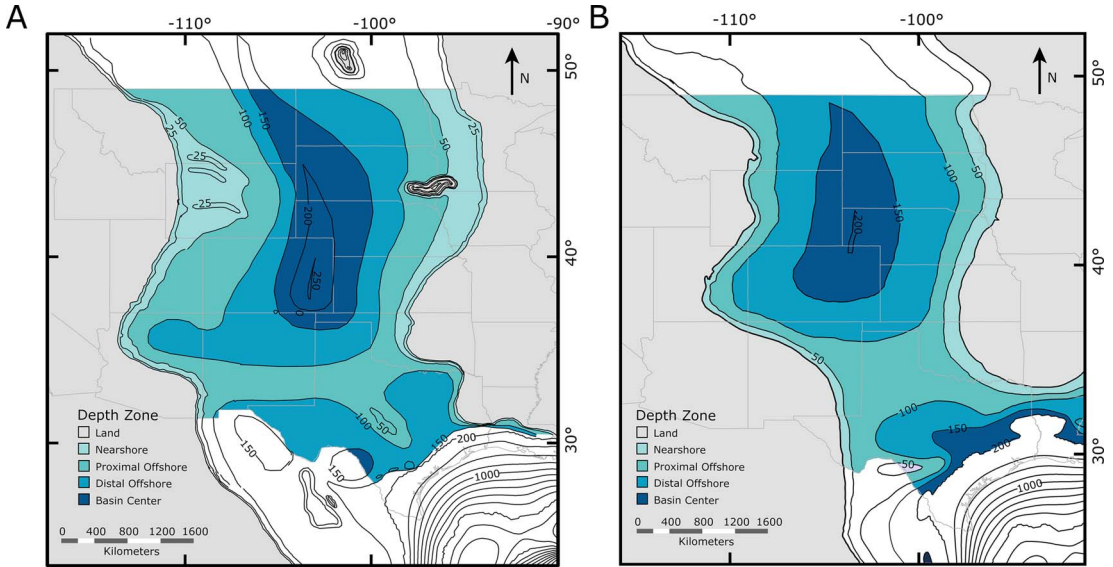 A
-110°
-100°
-90°
50°
40°
30°
N
25
50
100
150
50
25
25
25
200
250
0
0
100
50
150
150
150
200
1000
Depth Zone
Land
Nearshore
Proximal Offshore
Distal Offshore
Basin Center
0 400 800 1200 1600
Kilometers
B
-110°
-100°
50°
40°
30°
N
50
100
150
200
50
100
150
200
50
1000
Depth Zone
Land
Nearshore
Proximal Offshore
Distal Offshore
Basin Center
0 400 800 1200 1600
Kilometers